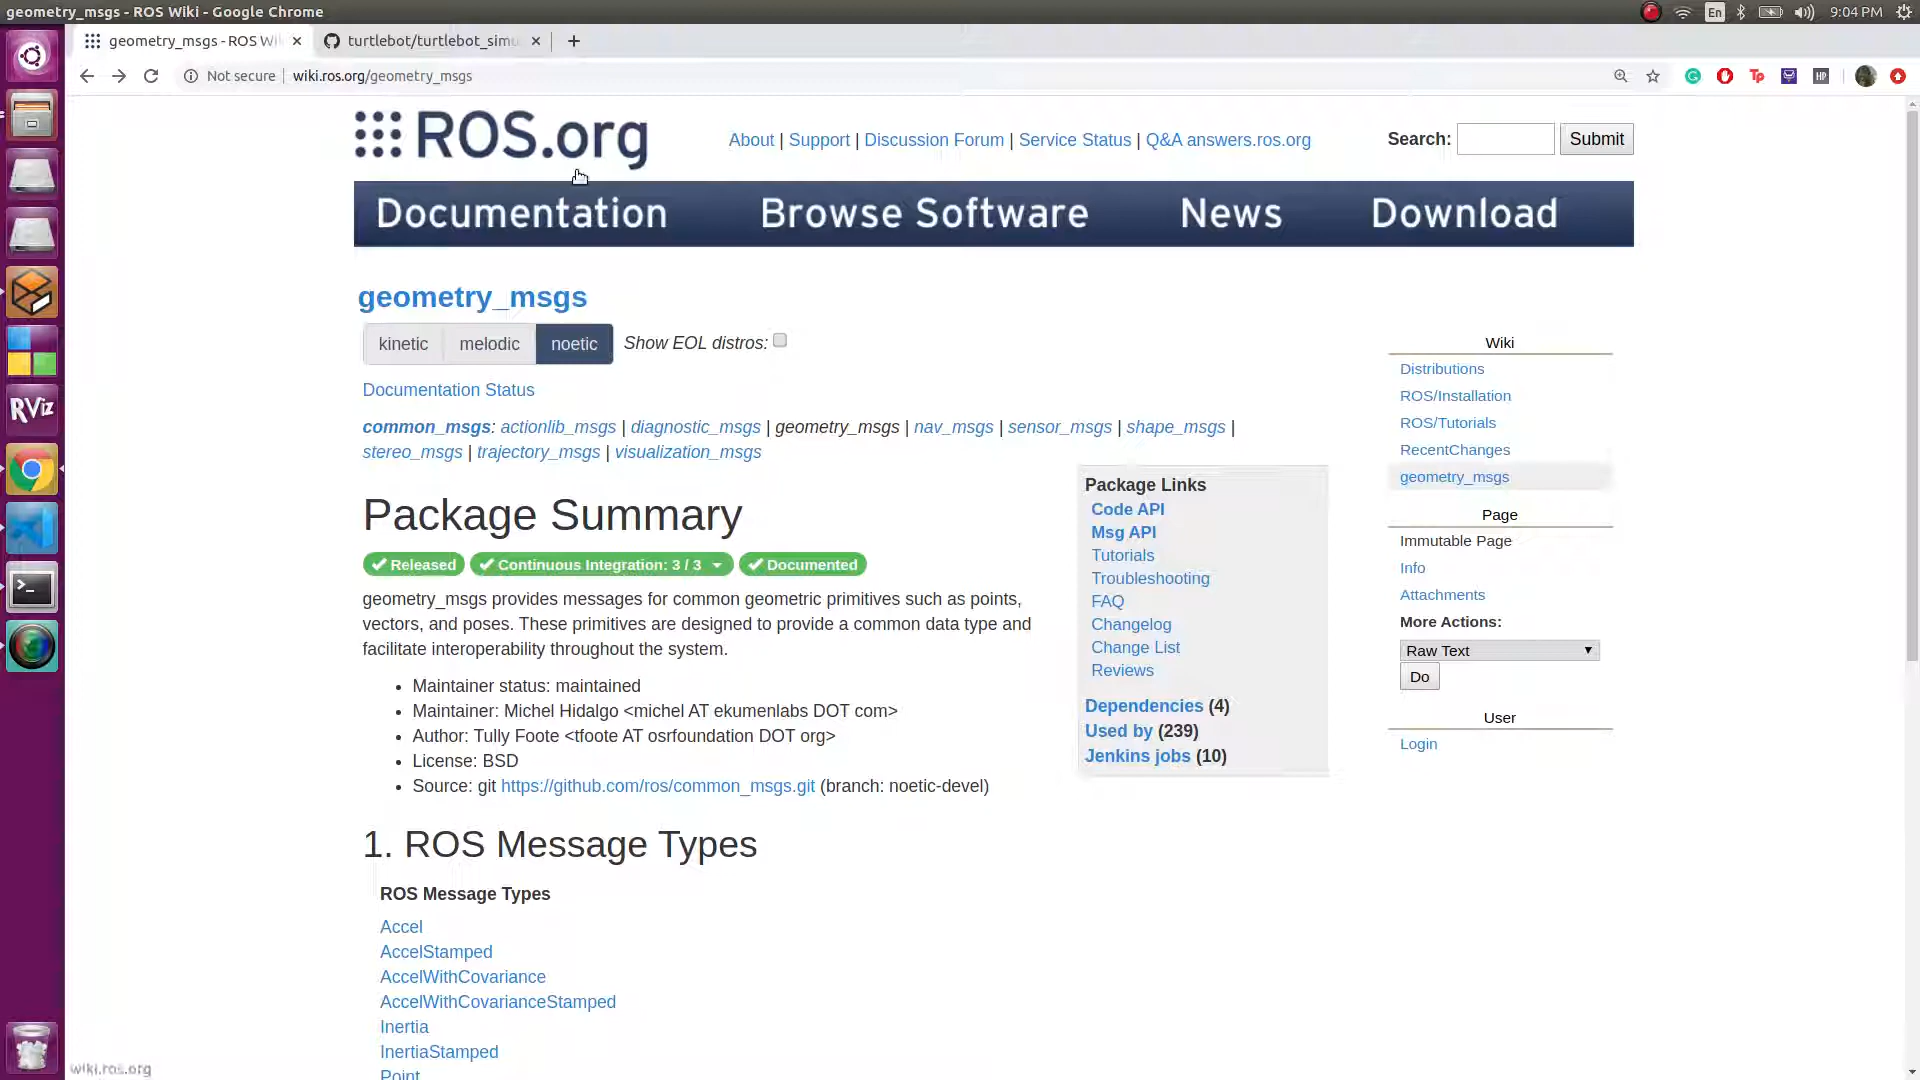 geometry_msgs - ROS Wiki - Google Chrome
En
9:04 PM
geometry_msgs - ROS Wi
turtlebot/turtlebot_simu
Not secure
wiki.ros.org/geometry_msgs
Tp
HP
ROS.org
About | Support | Discussion Forum | Service Status | Q&A answers.ros.org
Search:
Submit
Documentation
Browse Software
News
Download
geometry_msgs
kinetic
melodic
noetic
Show EOL distros:
Documentation Status
common_msgs: actionlib_msgs | diagnostic_msgs | geometry_msgs | nav_msgs | sensor_msgs | shape_msgs |
stereo_msgs | trajectory_msgs | visualization_msgs
Package Summary
Released
Continuous Integration: 3 / 3
Documented
geometry_msgs provides messages for common geometric primitives such as points,
vectors, and poses. These primitives are designed to provide a common data type and
facilitate interoperability throughout the system.
Maintainer status: maintained
Maintainer: Michel Hidalgo <michel AT ekumenlabs DOT com>
Author: Tully Foote <tfoote AT osrfoundation DOT org>
License: BSD
Source: git https://github.com/ros/common_msgs.git (branch: noetic-devel)
Package Links
Code API
Msg API
Tutorials
Troubleshooting
FAQ
Changelog
Change List
Reviews
Dependencies (4)
Used by (239)
Jenkins jobs (10)
Wiki
Distributions
ROS/Installation
ROS/Tutorials
RecentChanges
geometry_msgs
Page
Immutable Page
Info
Attachments
More Actions:
Raw Text
Do
User
Login
1. ROS Message Types
ROS Message Types
Accel
AccelStamped
AccelWithCovariance
AccelWithCovarianceStamped
Inertia
InertiaStamped
Point
RViz
wiki.ros.org